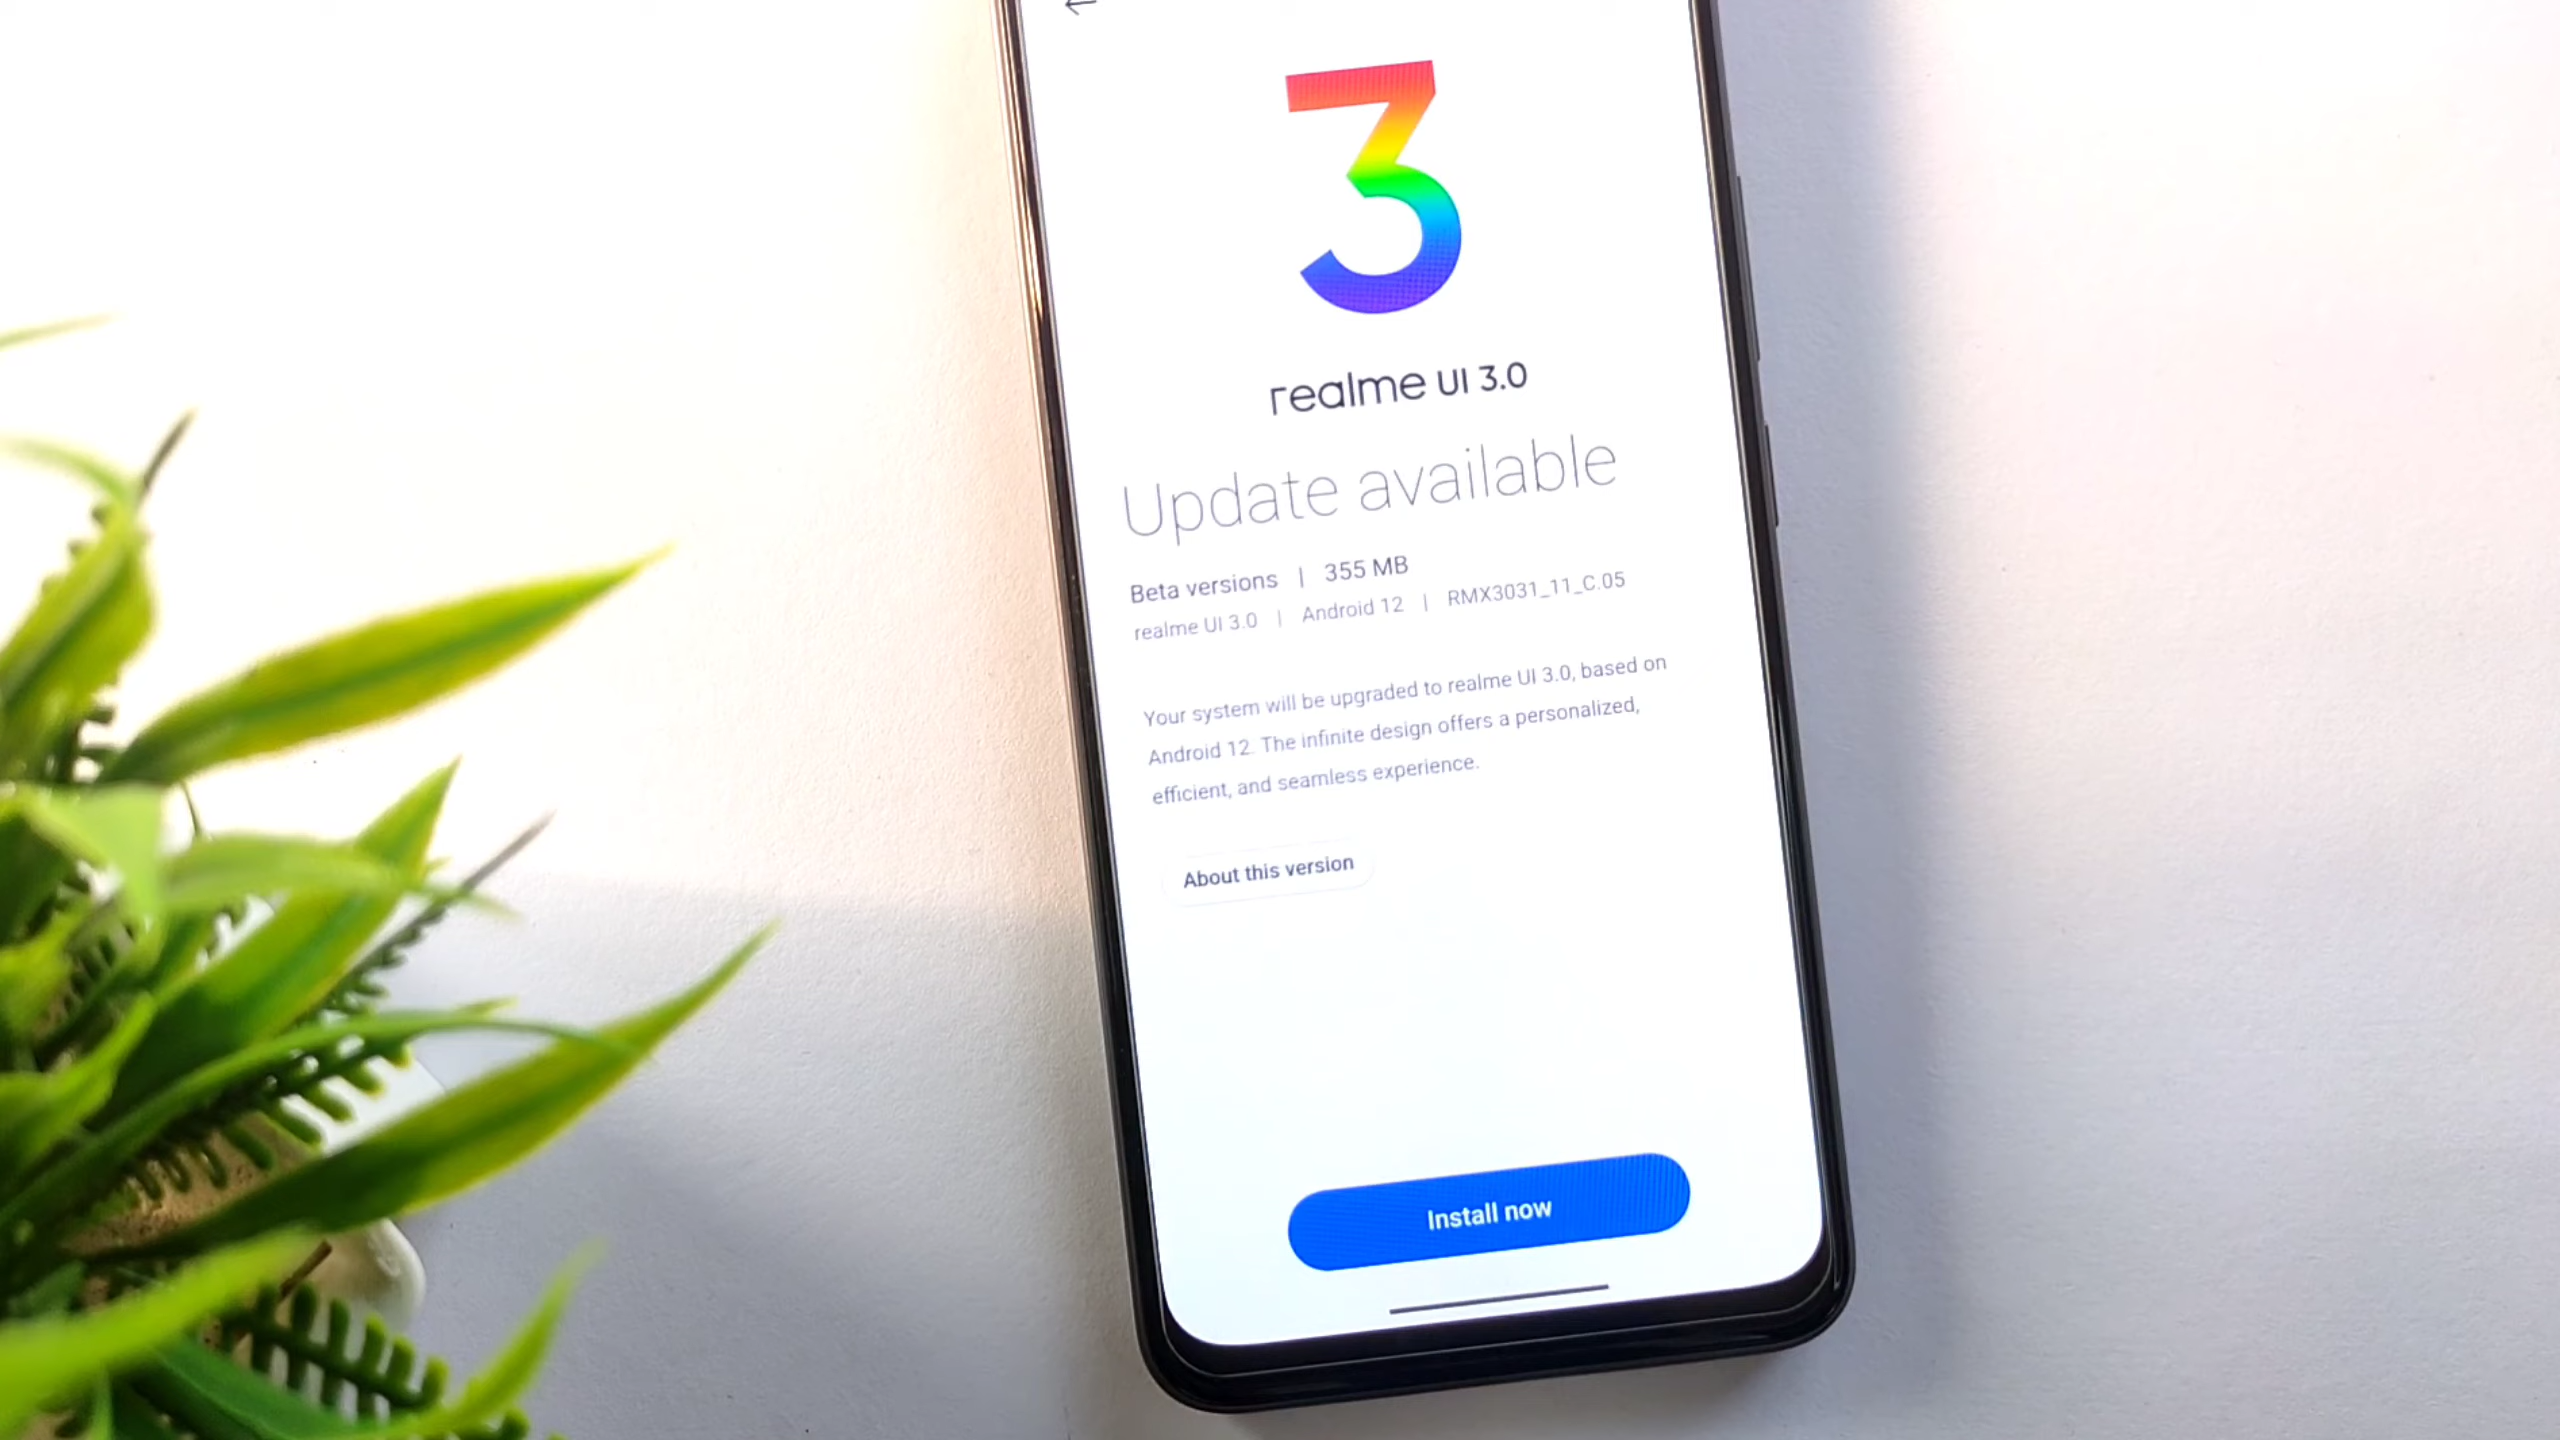 3
realme UI 3.0
Update available
Beta versions | 355 MB
realme UI 3.0 | Android 12 | RMX3031_11_C.05
Your system will be upgraded to realme UI 3.0, based on
Android 12. The infinite design offers a personalized,
efficient, and seamless experience.
About this version
Install now